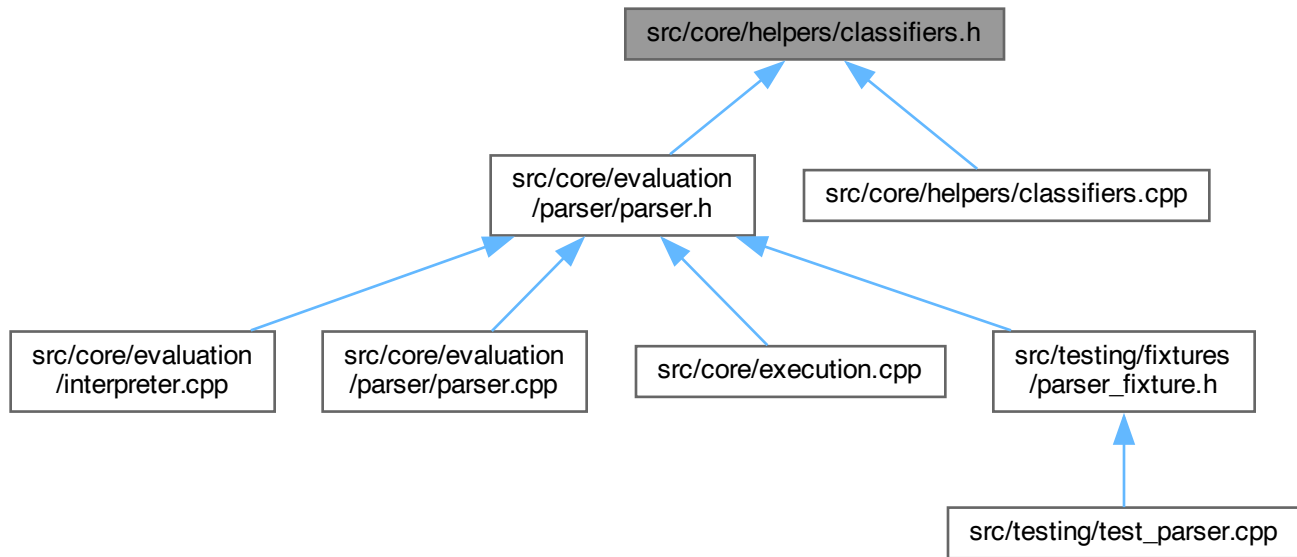 src/core/helpers/classifiers.h
src/core/evaluation
/parser/parser.h
src/core/helpers/classifiers.cpp
src/core/evaluation
/interpreter.cpp
src/core/evaluation
/parser/parser.cpp
src/core/execution.cpp
src/testing/fixtures
/parser_fixture.h
src/testing/test_parser.cpp